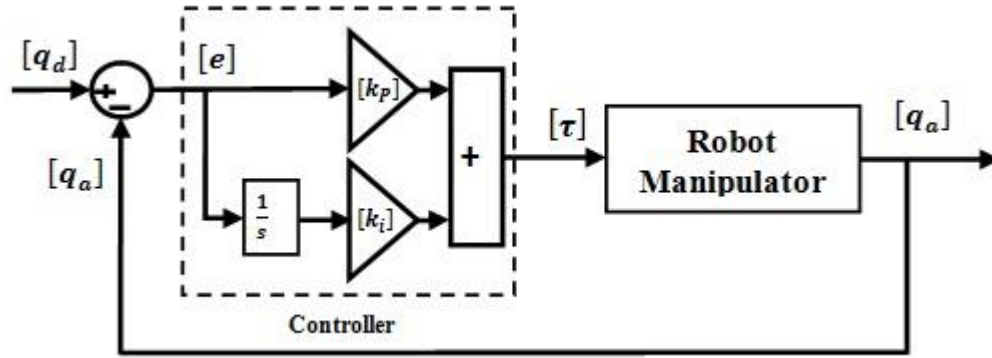 [q_d]
+
−
[q_a]
[e]
[k_P]
1
s
[k_i]
+
[τ]
Robot
Manipulator
[q_a]
Controller